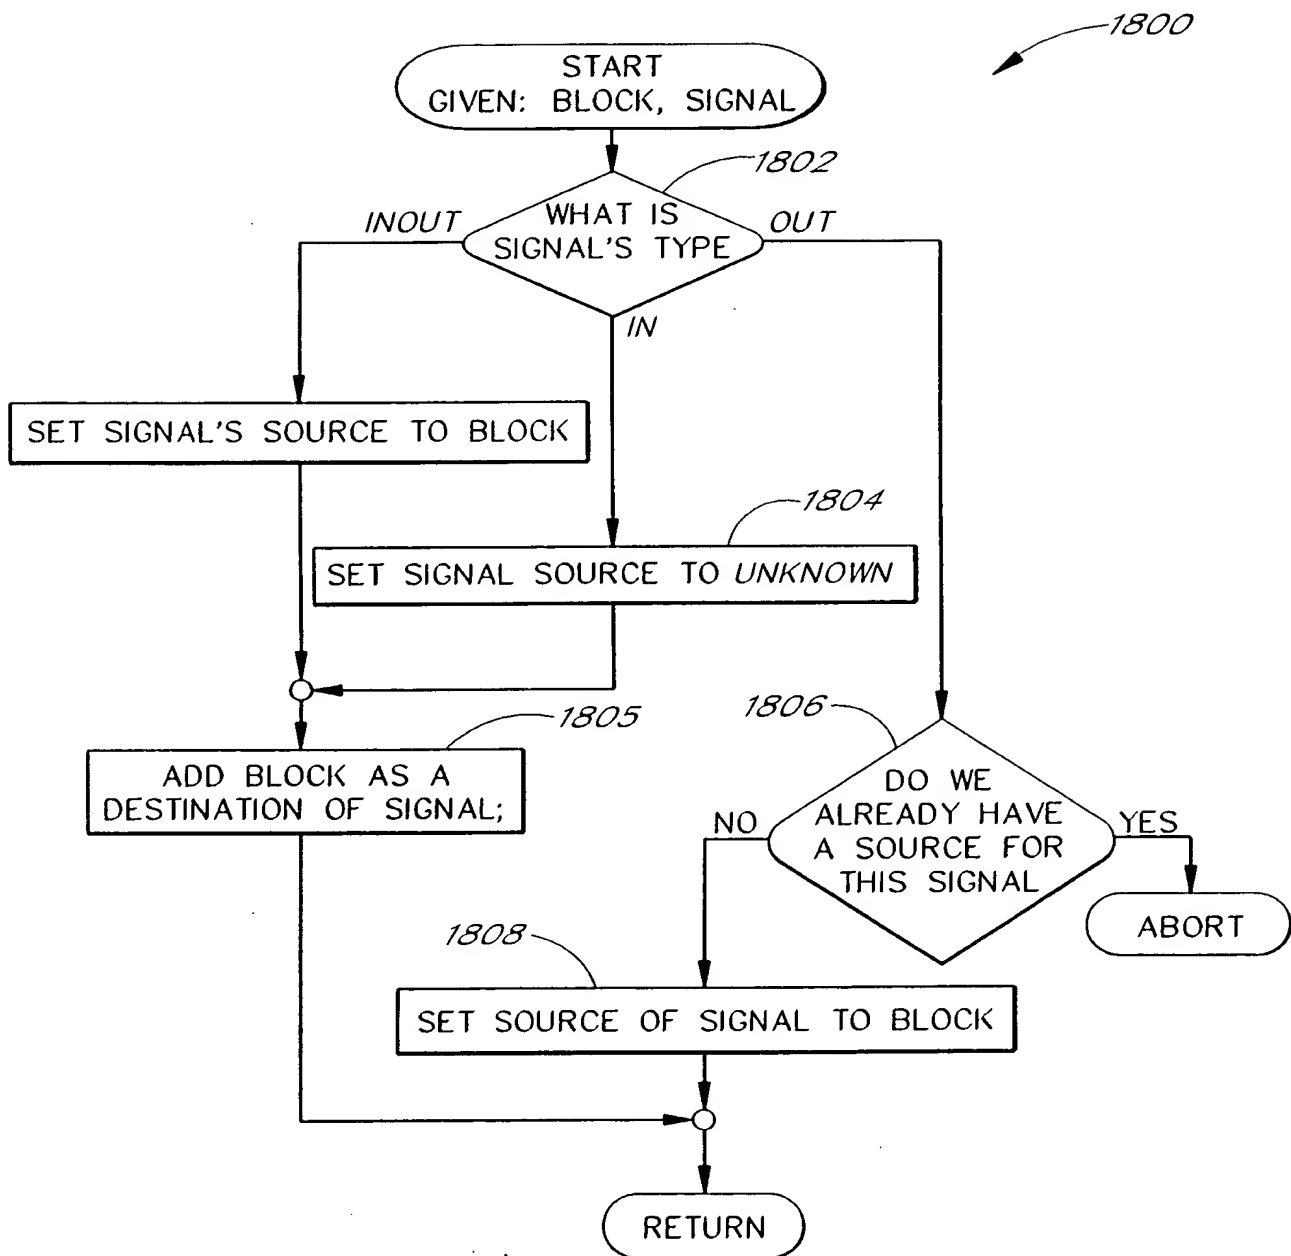 1800
START
GIVEN: BLOCK, SIGNAL
1802
INOUT
WHAT IS
SIGNAL'S TYPE
OUT
IN
SET SIGNAL'S SOURCE TO BLOCK
1804
SET SIGNAL SOURCE TO UNKNOWN
1805
ADD BLOCK AS A
DESTINATION OF SIGNAL;
1806
DO WE
ALREADY HAVE
A SOURCE FOR
THIS SIGNAL
NO
YES
ABORT
1808
SET SOURCE OF SIGNAL TO BLOCK
RETURN